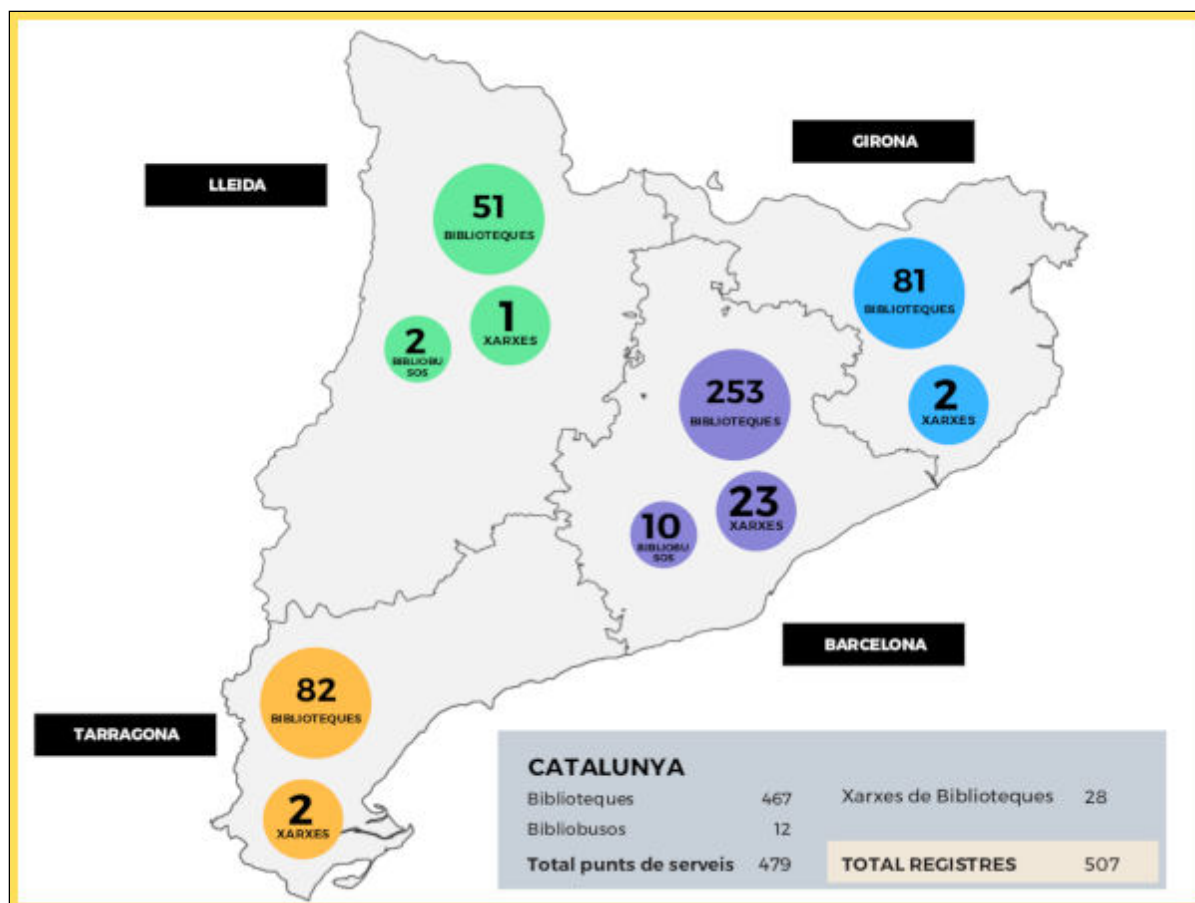 GIRONA
LLEIDA
51
BIBLIOTEQUES
81
BIBLIOTEQUES
1
XARXES
2
BIBLIOBU
SOS
253
BIBLIOTEQUES
2
XARXES
23
XARXES
10
BIBLIOBU
SOS
BARCELONA
82
BIBLIOTEQUES
TARRAGONA
2
XARXES
CATALUNYA
Biblioteques 467
Xarxes de Biblioteques 28
Bibliobusos 12
Total punts de serveis 479
TOTAL REGISTRES 507